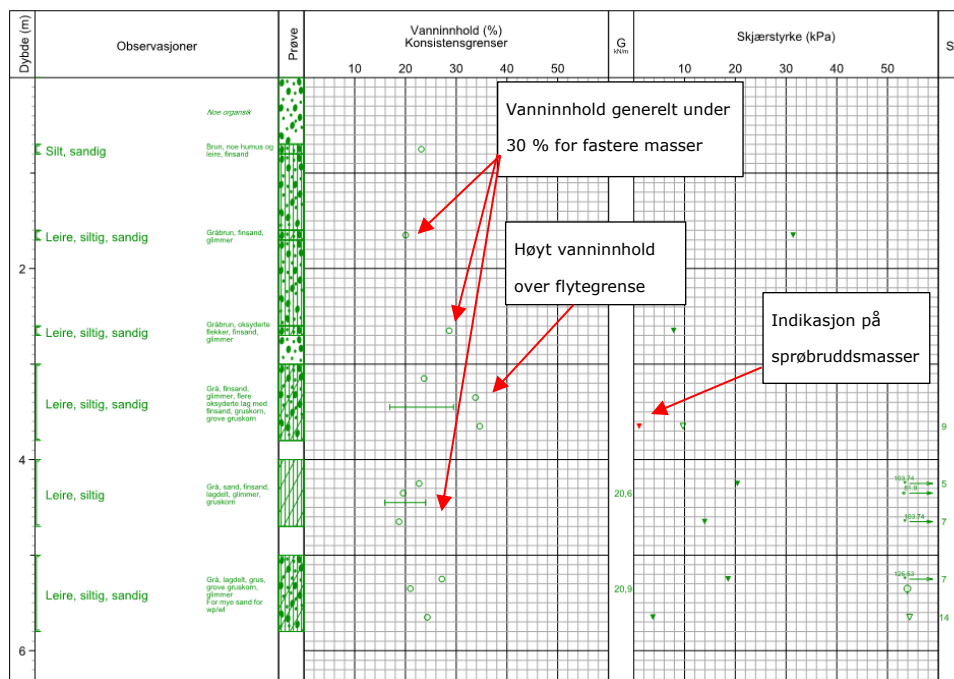 Dybde (m)
Observasjoner
Prøve
Vanninnhold (%)
Konsistensgrenser
10 20 30 40 50
G
kN/m
Skjærstyrke (kPa)
10 20 30 40 50
S
Noe organsik
Vanninnhold generelt under
30 % for fastere masser
Silt, sandig
Brun, noe humus og
leire, finsand
Leire, siltig, sandig
Gråbrun, finsand,
glimmer
2
Høyt vanninnhold
over flytegrense
Leire, siltig, sandig
Gråbrun, oksyderte
flekker, finsand,
glimmer
Indikasjon på
sprøbruddsmasser
Leire, siltig, sandig
Grå, finsand,
glimmer, flere
oksyderte lag med
finsand, gruskorn,
grove gruskorn
9
4
Leire, siltig
Grå, sand, finsand,
lagdelt, glimmer,
gruskorn
20,6
5
7
Leire, siltig, sandig
Grå, lagdelt, grus,
grove gruskorn,
glimmer
For mye sand for
wp/wl
20,9
125,53
7
14
6